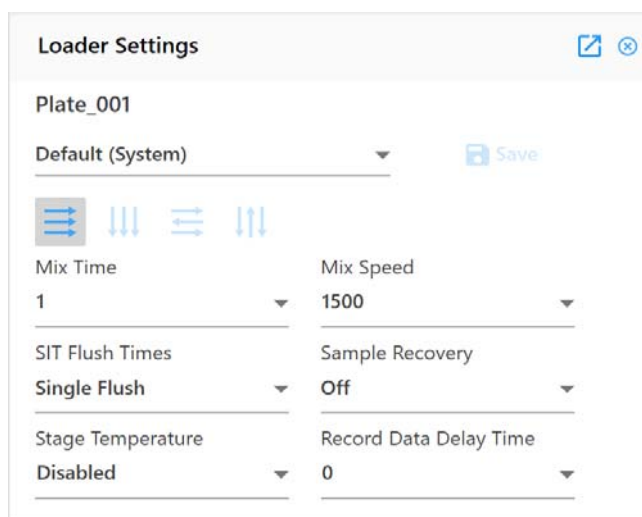 Loader Settings
Plate_001
Default (System)
Save
Mix Time
Mix Speed
1
1500
SIT Flush Times
Sample Recovery
Single Flush
Off
Stage Temperature
Record Data Delay Time
Disabled
0